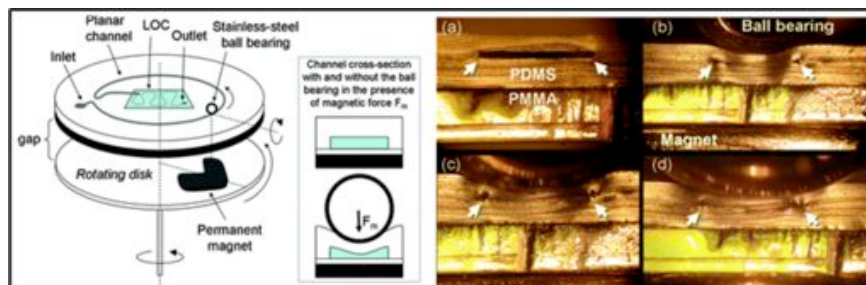 Planar
channel
LOC
Outlet
Stainless-steel
ball bearing
Inlet
gap
Rotating disk
Permanent
magnet
Channel cross-section
with and without the ball
bearing in the presence
of magnetic force Fm
Fm
(a)
PDMS
PMMA
(b)
Ball bearing
Magnet
(c)
(d)